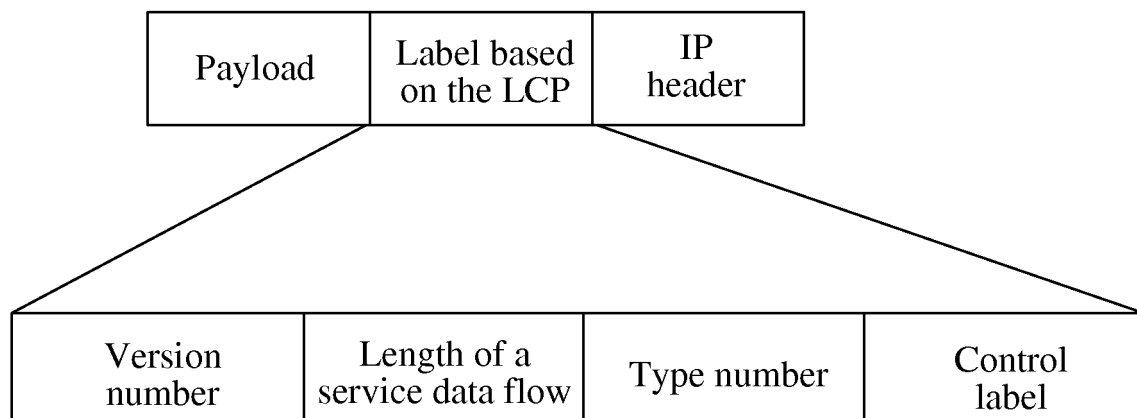 Payload
Label based
on the LCP
IP
header
Version
number
Length of a
service data flow
Type number
Control
label